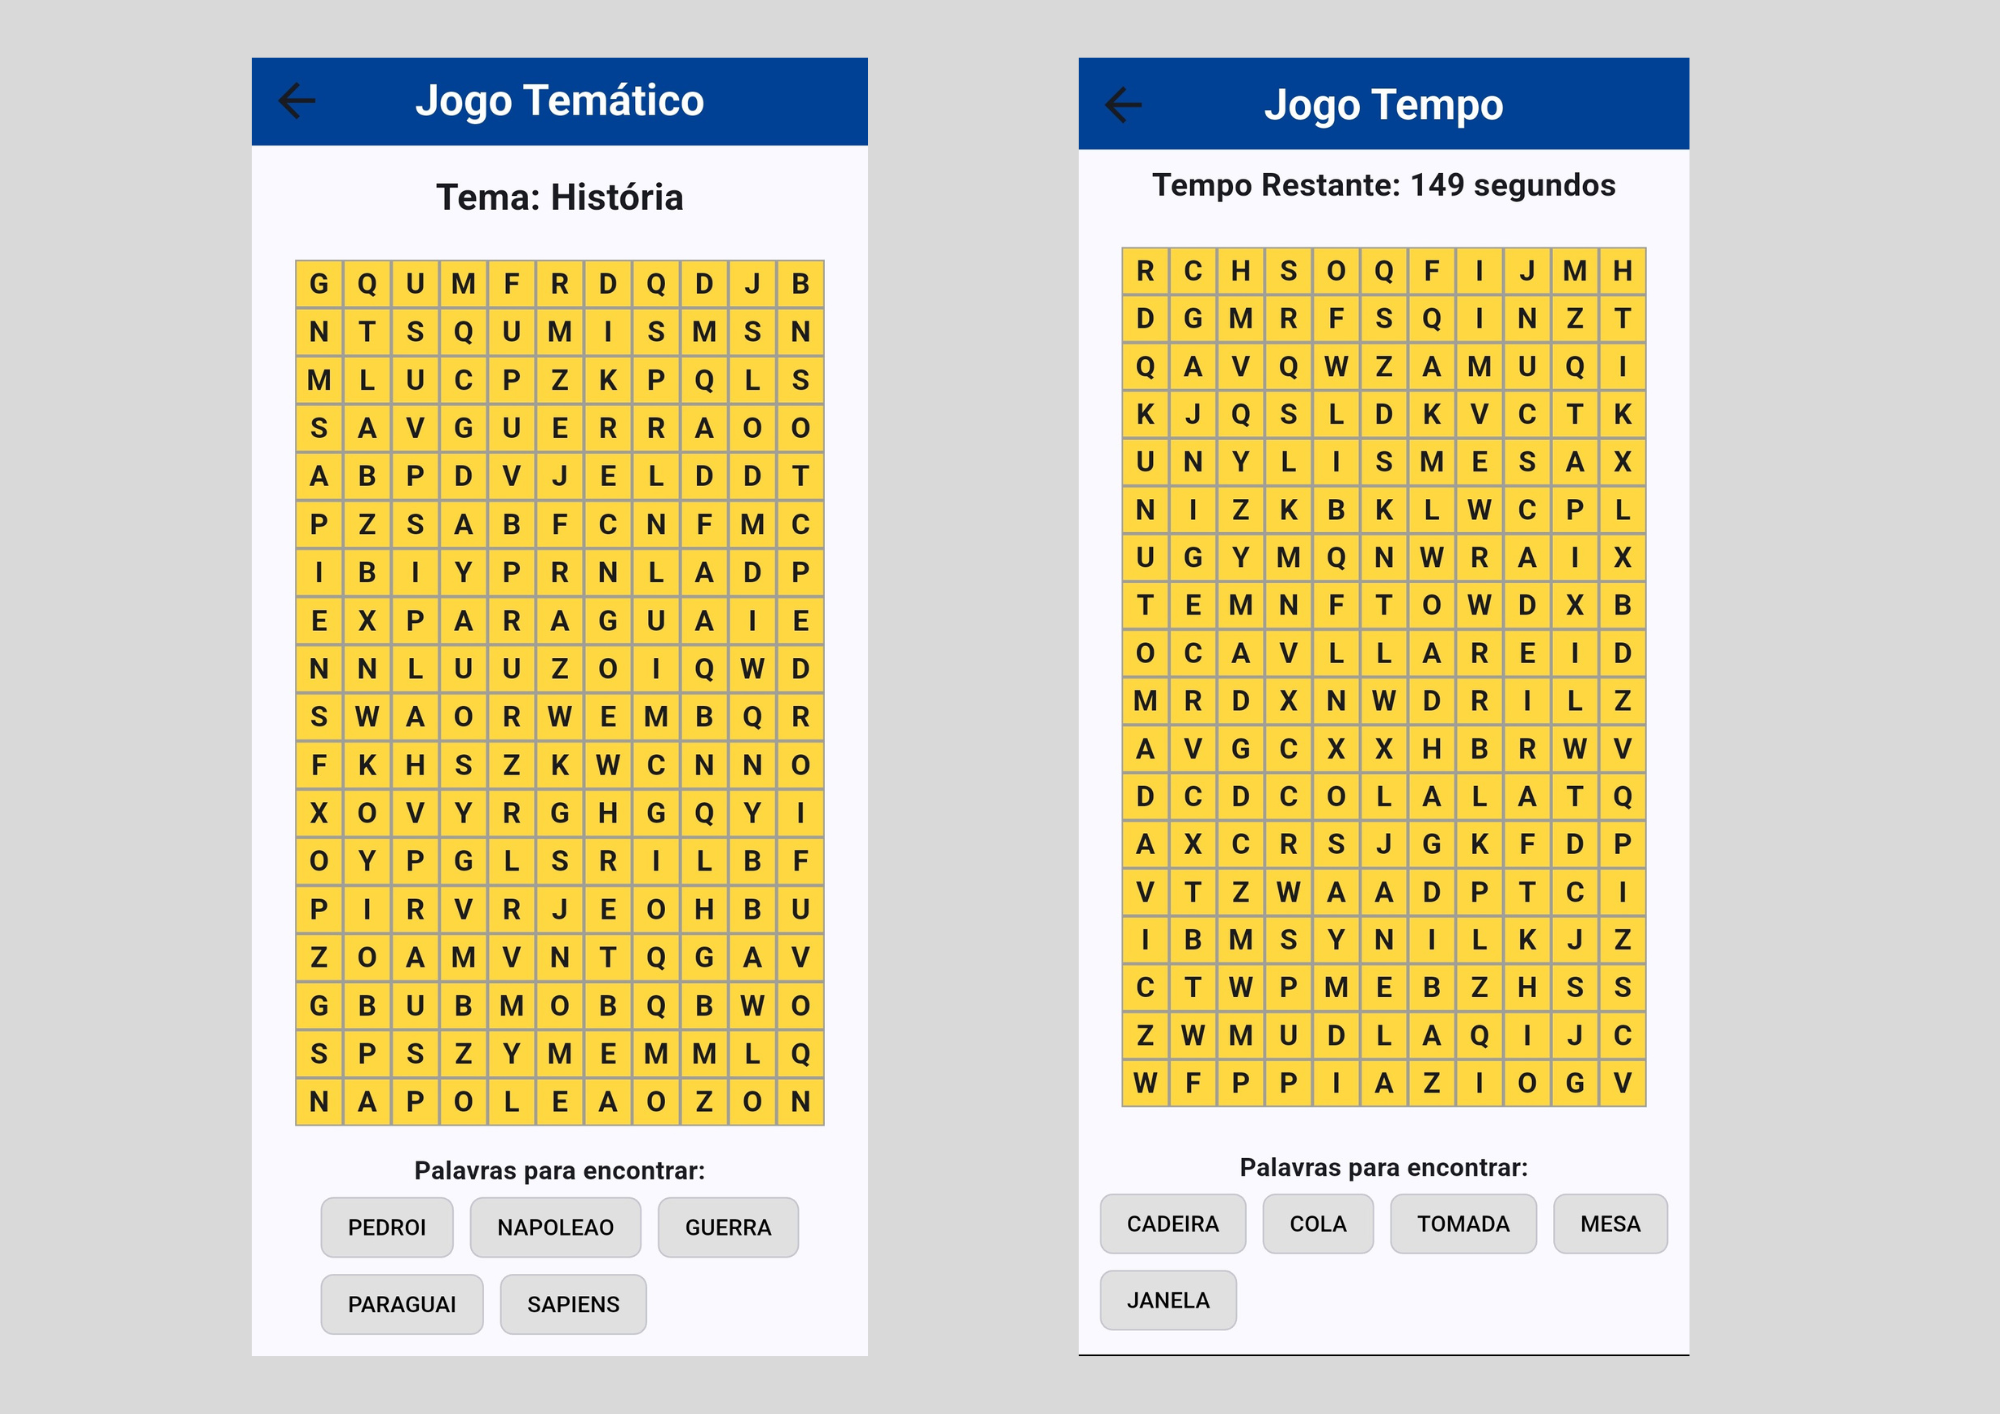 Jogo Temático
Tema: História
G Q U M F R D Q D J B
N T S Q U M I S M S N
M L U C P Z K P Q L S
S A V G U E R R A O O
A B P D V J E L D D T
P Z S A B F C N F M C
I B I Y P R N L A D P
E X P A R A G U A I E
N N L U U Z O I Q W D
S W A O R W E M B Q R
F K H S Z K W C N N O
X O V Y R G H G Q Y I
O Y P G L S R I L B F
P I R V R J E O H B U
Z O A M V N T Q G A V
G B U B M O B Q B W O
S P S Z Y M E M M L Q
N A P O L E A O Z O N
Palavras para encontrar:
PEDROI NAPOLEAO GUERRA
PARAGUAI SAPIENS
Jogo Tempo
Tempo Restante: 149 segundos
R C H S O Q F I J M H
D G M R F S Q I N Z T
Q A V Q W Z A M U Q I
K J Q S L D K V C T K
U N Y L I S M E S A X
N I Z K B K L W C P L
U G Y M Q N W R A I X
T E M N F T O W D X B
O C A V L L A R E I D
M R D X N W D R I L Z
A V G C X X H B R W V
D C D C O L A L A T Q
A X C R S J G K F D P
V T Z W A A D P T C I
I B M S Y N I L K J Z
C T W P M E B Z H S S
Z W M U D L A Q I J C
W F P P I A Z I O G V
Palavras para encontrar:
CADEIRA COLA TOMADA MESA
JANELA